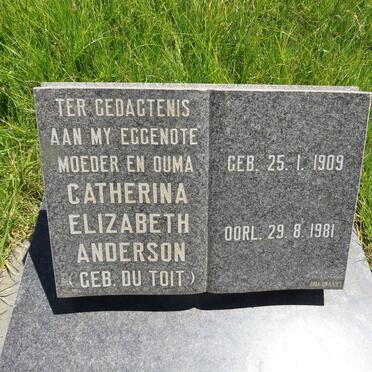 TER GEDAGTENIS
AAN MY EGGENOTE
MOEDER EN OUMA
CATHERINA
ELIZABETH
ANDERSON
(GEB. DU TOIT)
GEB. 25. 1. 1909
OORL. 29. 8. 1981